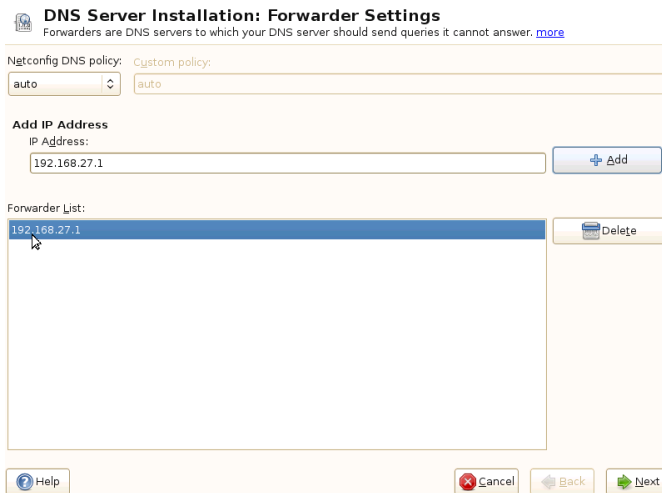 DNS Server Installation: Forwarder Settings
Forwarders are DNS servers to which your DNS server should send queries it cannot answer. more
Netconfig DNS policy: Custom policy:
auto auto
Add IP Address
IP Address:
192.168.27.1 Add
Forwarder List:
192.168.27.1 Delete
Help Cancel Back Next